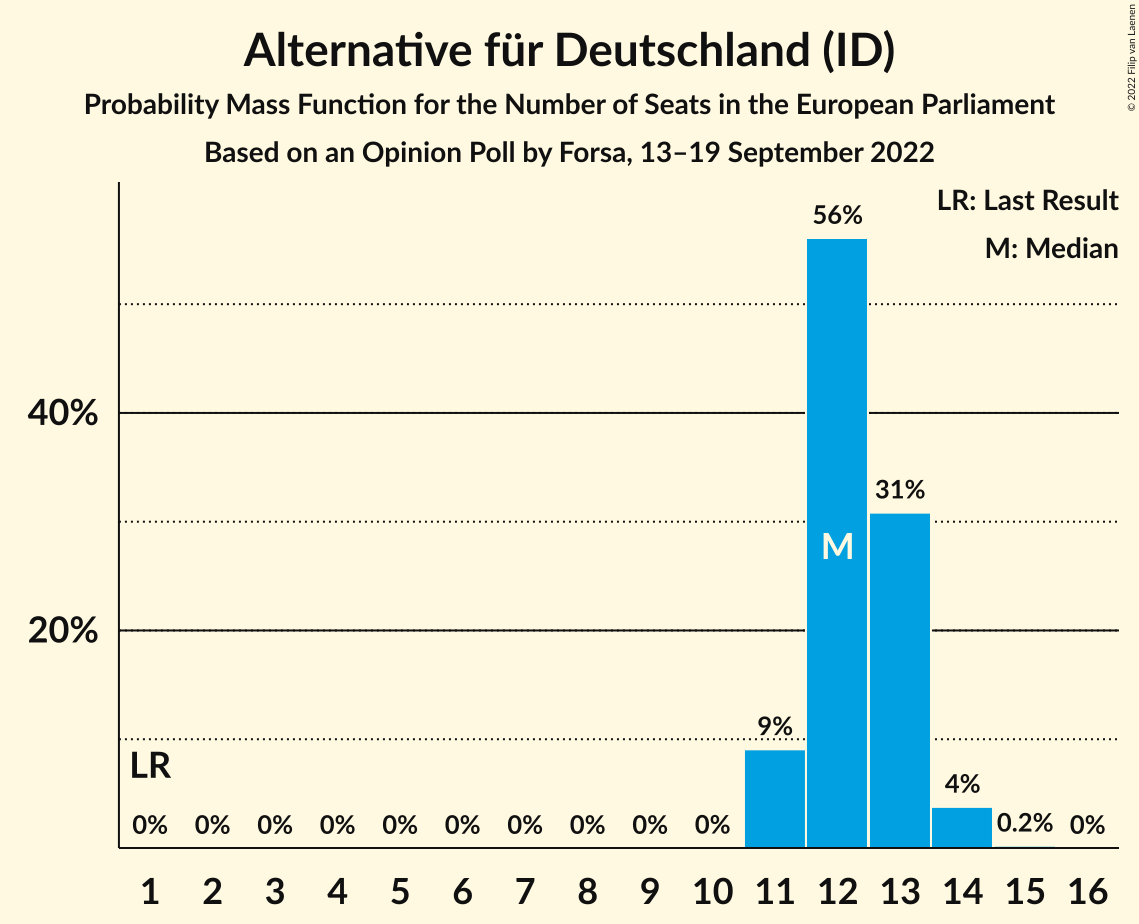 Alternative für Deutschland (ID)
Probability Mass Function for the Number of Seats in the European Parliament
Based on an Opinion Poll by Forsa, 13–19 September 2022
© 2022 Filip van Laenen
LR: Last Result
M: Median
56%
40%
31%
M
20%
9%
LR
4%
0% 0% 0% 0% 0% 0% 0% 0% 0% 0% 0.2% 0%
1 2 3 4 5 6 7 8 9 10 11 12 13 14 15 16